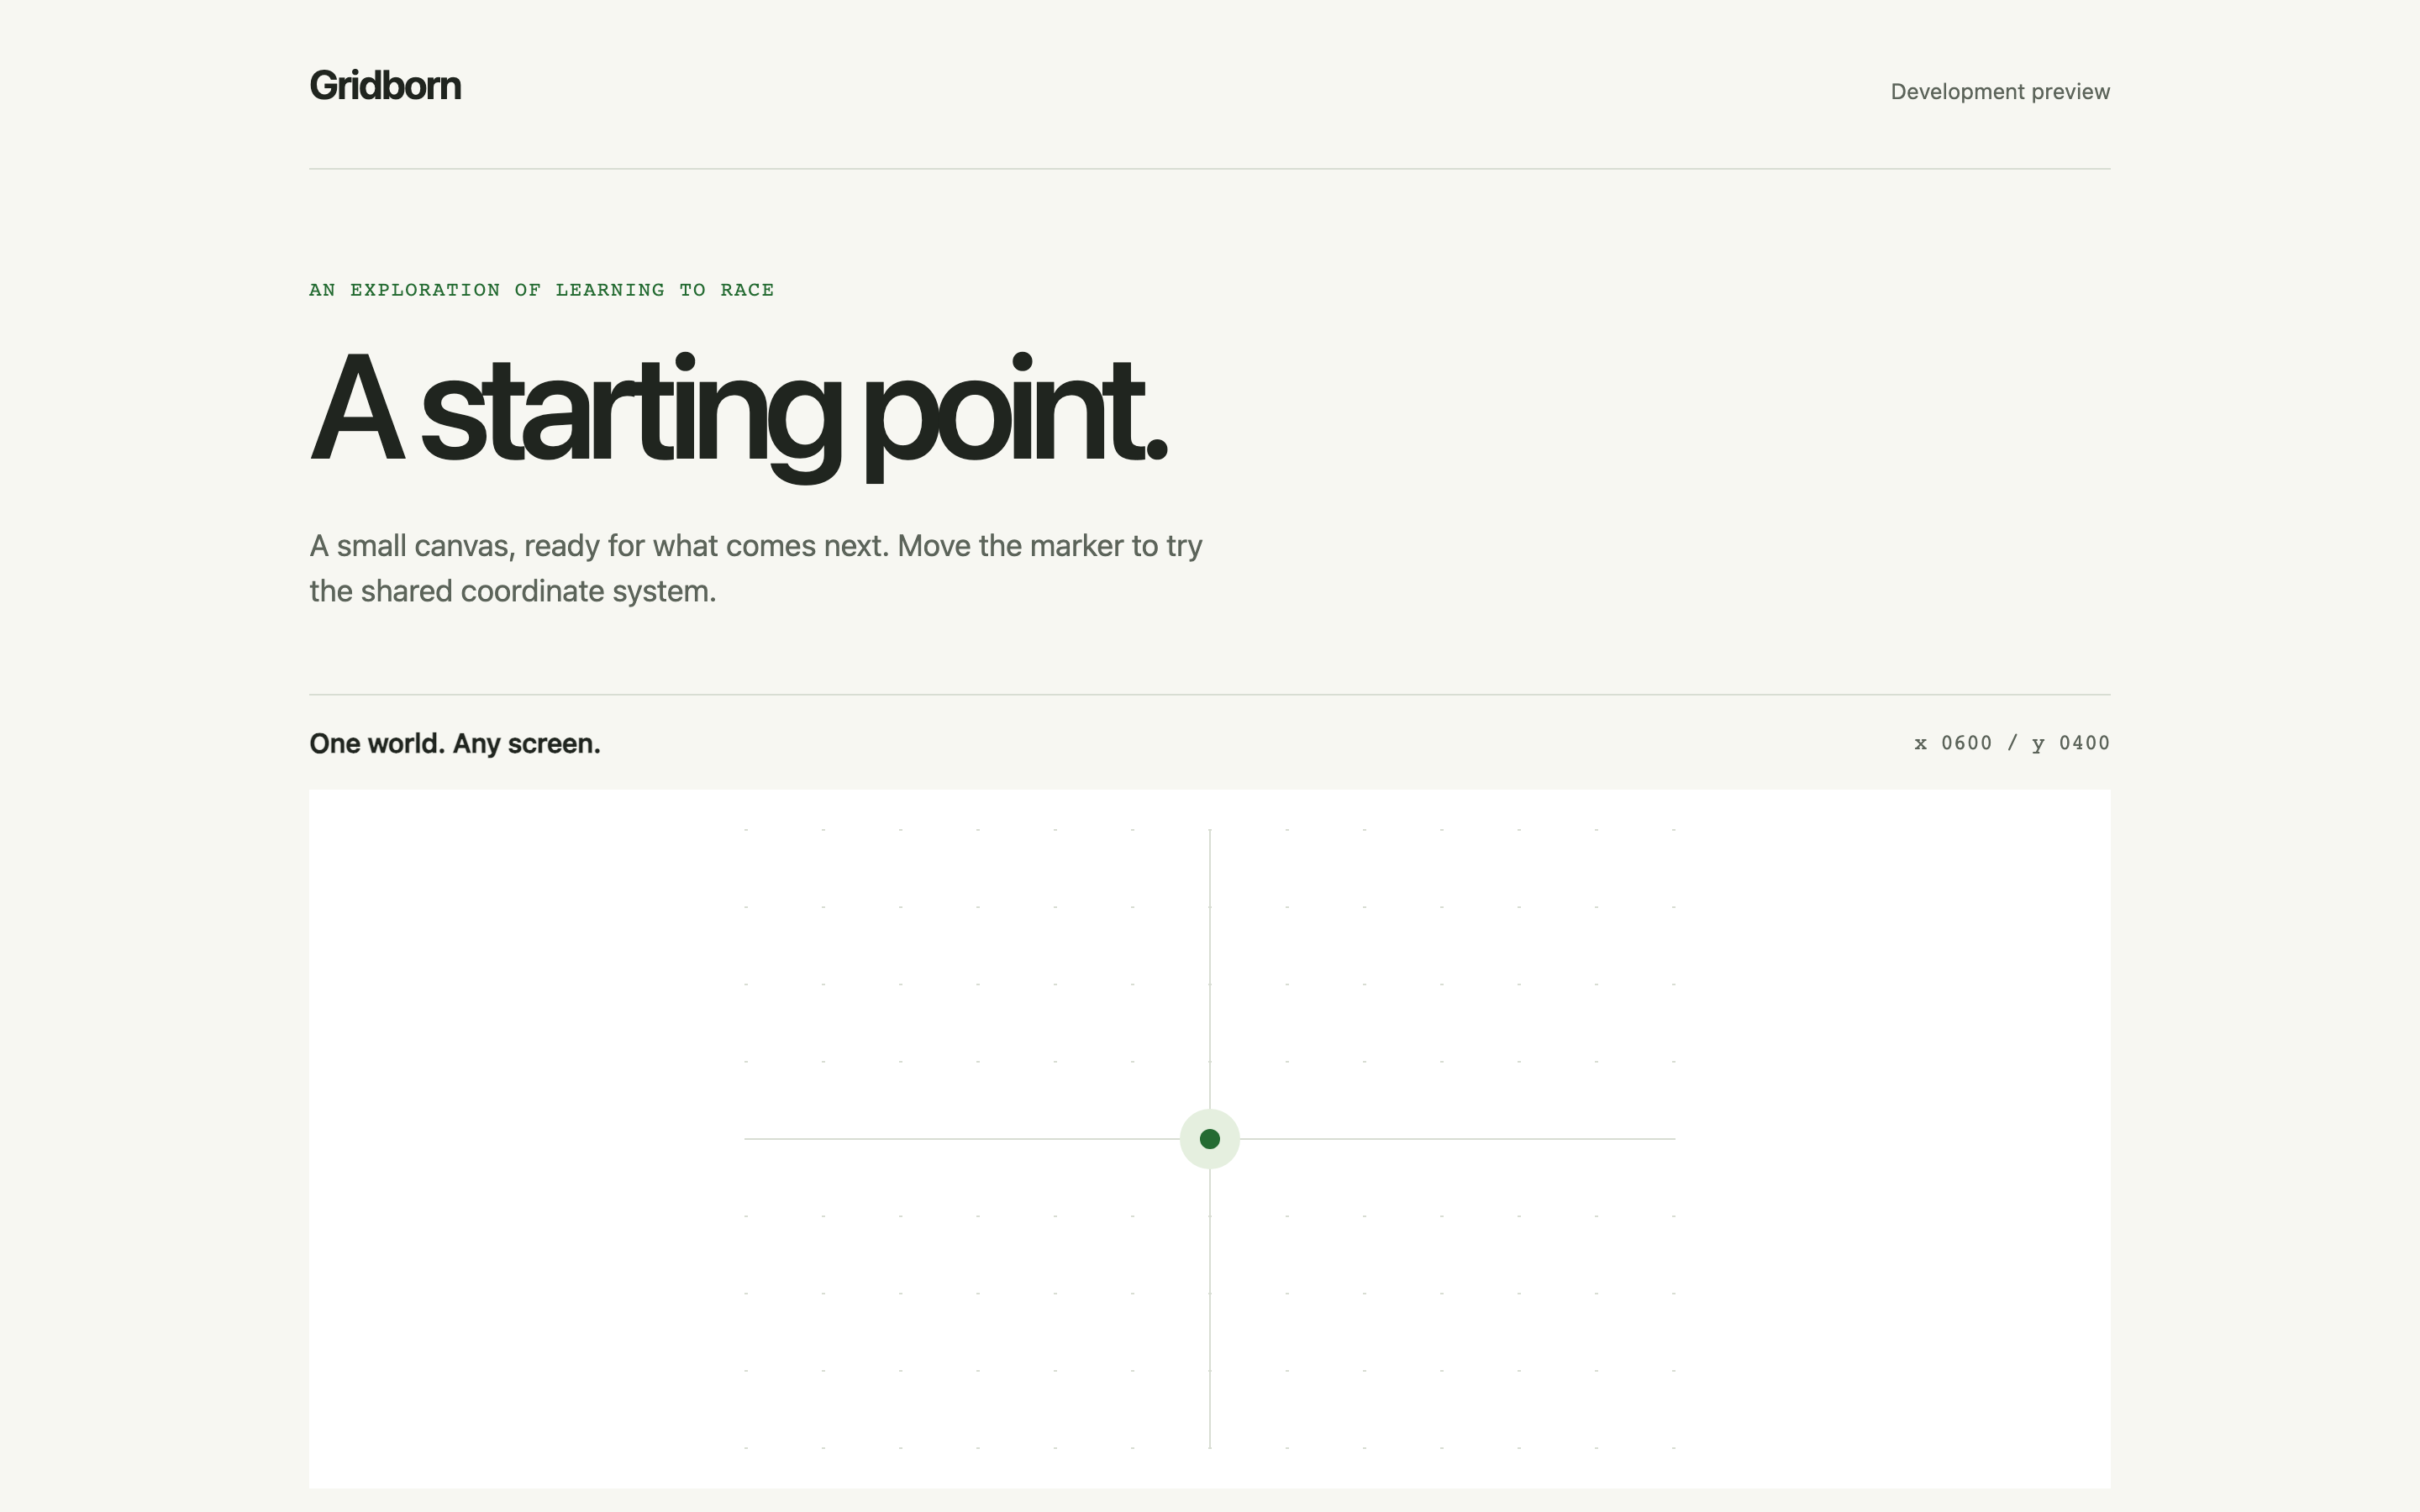 Gridborn
Development preview
AN EXPLORATION OF LEARNING TO RACE
A starting point.
A small canvas, ready for what comes next. Move the marker to try
the shared coordinate system.
One world. Any screen.
x 0600 / y 0400